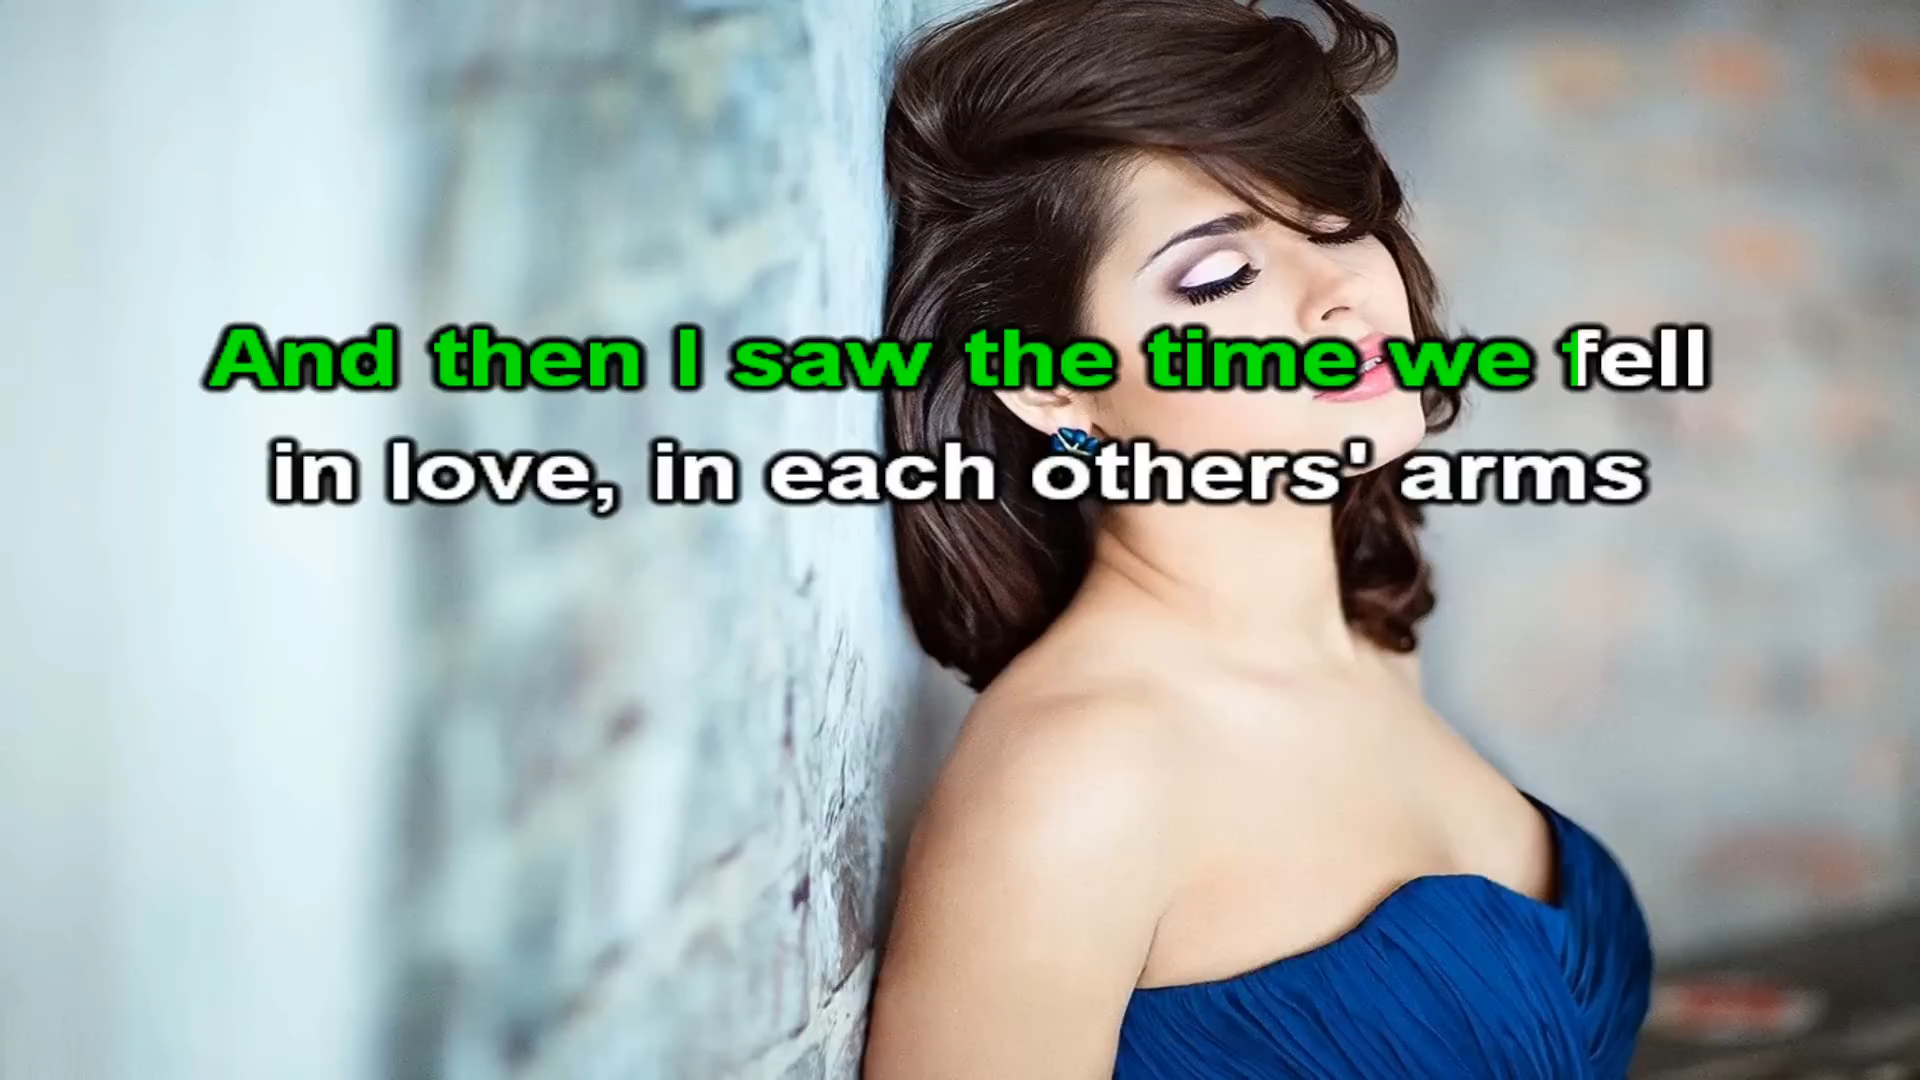 And then I saw the time we fell
in love, in each others' arms